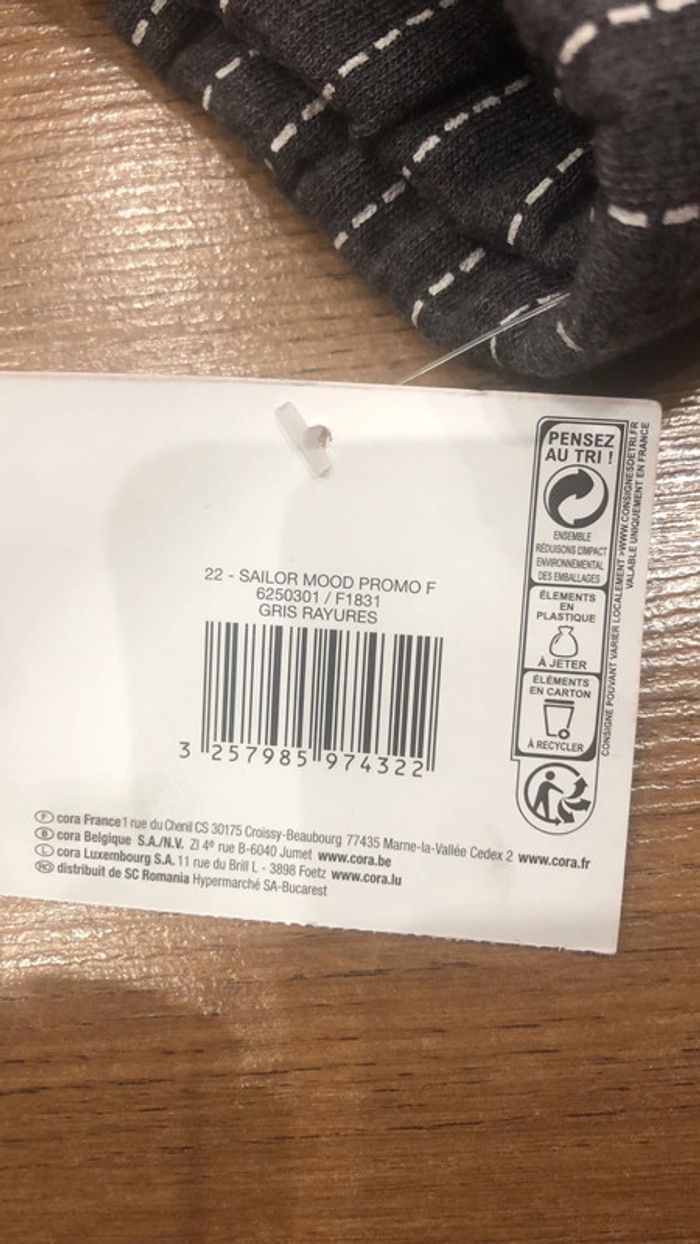 22 - SAILOR MOOD PROMO F
6250301 / F1831
GRIS RAYURES
3 257985 974322
F cora France 1 rue du Chenil CS 30175 Croissy-Beaubourg 77435 Marne-la-Vallée Cedex 2 www.cora.fr
B cora Belgique S.A./N.V. ZI 4e rue B-6040 Jumet www.cora.be
L cora Luxembourg S.A. 11 rue du Brill L - 3898 Foetz www.cora.lu
RO distribuit de SC Romania Hypermarché SA-Bucarest
PENSEZ
AU TRI !
ENSEMBLE
RÉDUISONS L'IMPACT
ENVIRONNEMENTAL
DES EMBALLAGES
ÉLEMENTS
EN
PLASTIQUE
À JETER
ÉLÉMENTS
EN CARTON
À RECYCLER
CONSIGNE POUVANT VARIER LOCALEMENT >WWW.CONSIGNESDETRI.FR
VALABLE UNIQUEMENT EN FRANCE